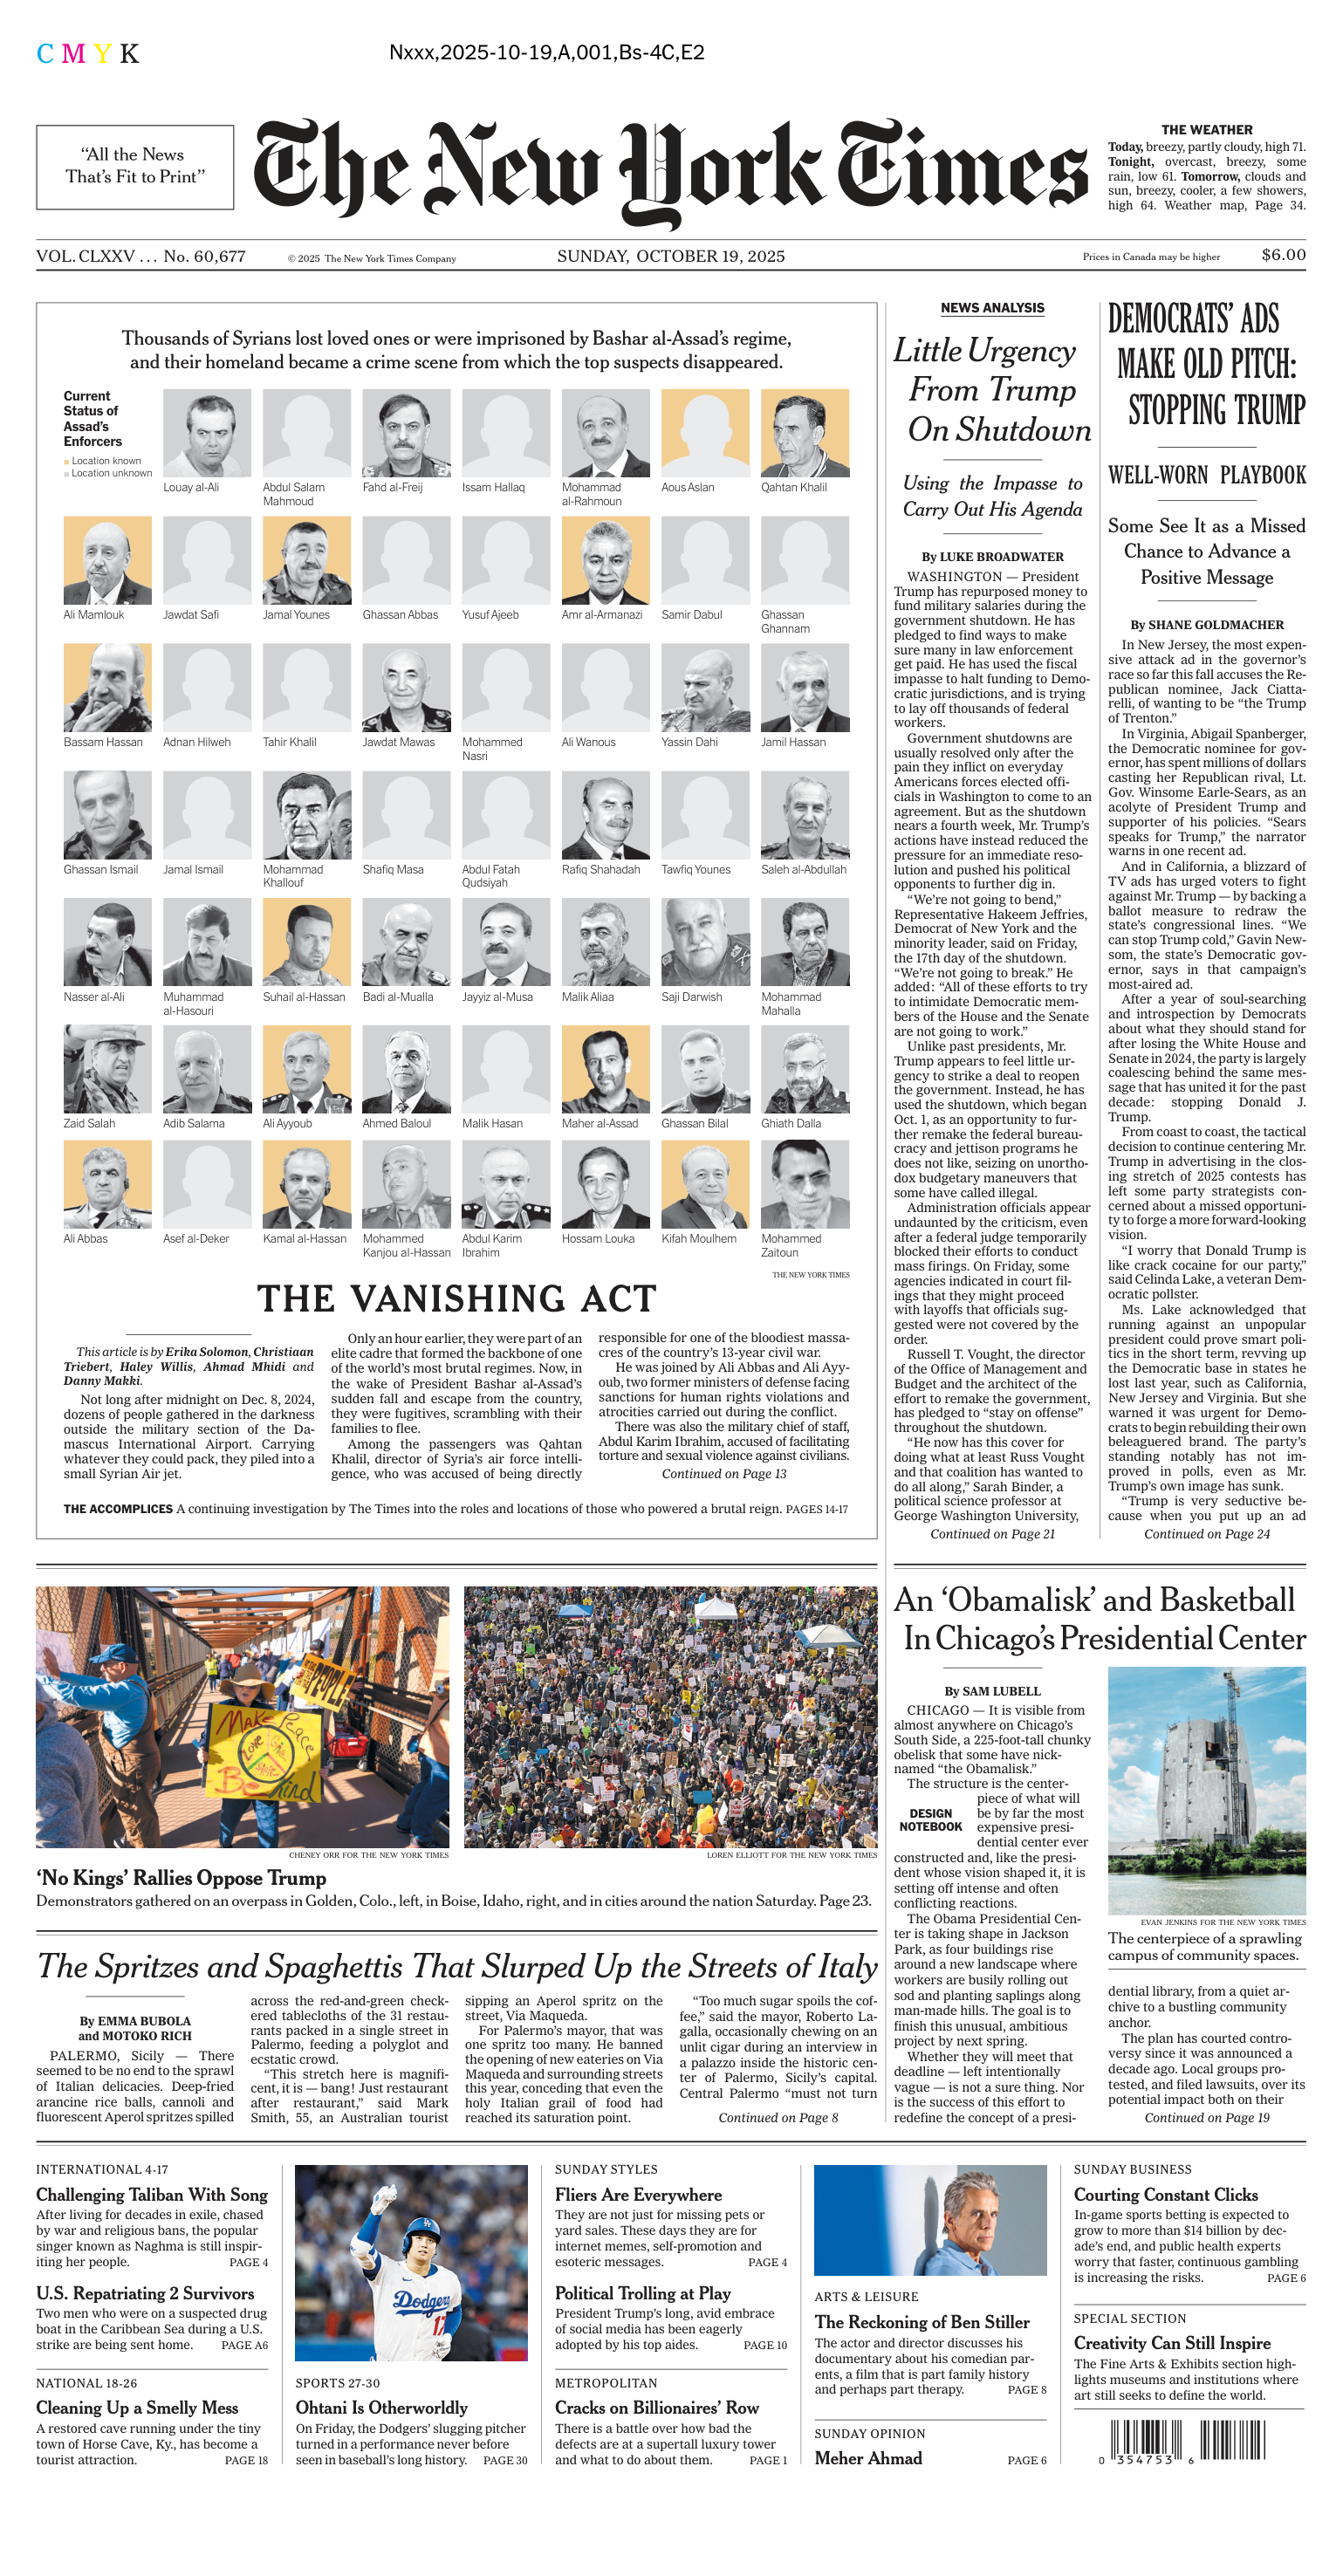 C M Y K
Nxxx,2025-10-19,A,001,Bs-4C,E2
“All the News
That’s Fit to Print”
The New York Times
THE WEATHER
Today, breezy, partly cloudy, high 71.
Tonight, overcast, breezy, some
rain, low 61. Tomorrow, clouds and
sun, breezy, cooler, a few showers,
high 64. Weather map, Page 34.
VOL. CLXXV . . . No. 60,677
© 2025 The New York Times Company
SUNDAY, OCTOBER 19, 2025
Prices in Canada may be higher
$6.00
Thousands of Syrians lost loved ones or were imprisoned by Bashar al-Assad’s regime,
and their homeland became a crime scene from which the top suspects disappeared.
Current
Status of
Assad’s
Enforcers
Location known
Location unknown
Louay al-Ali
Abdul Salam
Mahmoud
Fahd al-Freij
Issam Hallaq
Mohammad
al-Rahmoun
Aous Aslan
Qahtan Khalil
Ali Mamlouk
Jawdat Safi
Jamal Younes
Ghassan Abbas
Yusuf Ajeeb
Amr al-Armanazi
Samir Dabul
Ghassan
Ghannam
Bassam Hassan
Adnan Hilweh
Tahir Khalil
Jawdat Mawas
Mohammed
Nasri
Ali Wanous
Yassin Dahi
Jamil Hassan
Ghassan Ismail
Jamal Ismail
Mohammad
Khallouf
Shafiq Masa
Abdul Fatah
Qudsiyah
Rafiq Shahadah
Tawfiq Younes
Saleh al-Abdullah
Nasser al-Ali
Muhammad
al-Hasouri
Suhail al-Hassan
Badi al-Mualla
Jayyiz al-Musa
Malik Aliaa
Saji Darwish
Mohammad
Mahalla
Zaid Salah
Adib Salama
Ali Ayyoub
Ahmed Baloul
Malik Hasan
Maher al-Assad
Ghassan Bilal
Ghiath Dalla
Ali Abbas
Asef al-Deker
Kamal al-Hassan
Mohammed
Kanjou al-Hassan
Abdul Karim
Ibrahim
Hossam Louka
Kifah Moulhem
Mohammed
Zaitoun
THE NEW YORK TIMES
THE VANISHING ACT
This article is by Erika Solomon, Christiaan
Triebert, Haley Willis, Ahmad Mhidi and
Danny Makki.
Not long after midnight on Dec. 8, 2024,
dozens of people gathered in the darkness
outside the military section of the Da-
mascus International Airport. Carrying
whatever they could pack, they piled into a
small Syrian Air jet.
Only an hour earlier, they were part of an
elite cadre that formed the backbone of one
of the world’s most brutal regimes. Now, in
the wake of President Bashar al-Assad’s
sudden fall and escape from the country,
they were fugitives, scrambling with their
families to flee.
Among the passengers was Qahtan
Khalil, director of Syria’s air force intelli-
gence, who was accused of being directly
responsible for one of the bloodiest massa-
cres of the country’s 13-year civil war.
He was joined by Ali Abbas and Ali Ayy-
oub, two former ministers of defense facing
sanctions for human rights violations and
atrocities carried out during the conflict.
There was also the military chief of staff,
Abdul Karim Ibrahim, accused of facilitating
torture and sexual violence against civilians.
Continued on Page 13
THE ACCOMPLICES A continuing investigation by The Times into the roles and locations of those who powered a brutal reign. PAGES 14-17
NEWS ANALYSIS
Little Urgency
From Trump
On Shutdown
Using the Impasse to
Carry Out His Agenda
By LUKE BROADWATER
WASHINGTON — President
Trump has repurposed money to
fund military salaries during the
government shutdown. He has
pledged to find ways to make
sure many in law enforcement
get paid. He has used the fiscal
impasse to halt funding to Demo-
cratic jurisdictions, and is trying
to lay off thousands of federal
workers.
Government shutdowns are
usually resolved only after the
pain they inflict on everyday
Americans forces elected offi-
cials in Washington to come to an
agreement. But as the shutdown
nears a fourth week, Mr. Trump’s
actions have instead reduced the
pressure for an immediate reso-
lution and pushed his political
opponents to further dig in.
“We’re not going to bend,”
Representative Hakeem Jeffries,
Democrat of New York and the
minority leader, said on Friday,
the 17th day of the shutdown.
“We’re not going to break.” He
added: “All of these efforts to try
to intimidate Democratic mem-
bers of the House and the Senate
are not going to work.”
Unlike past presidents, Mr.
Trump appears to feel little ur-
gency to strike a deal to reopen
the government. Instead, he has
used the shutdown, which began
Oct. 1, as an opportunity to fur-
ther remake the federal bureau-
cracy and jettison programs he
does not like, seizing on unortho-
dox budgetary maneuvers that
some have called illegal.
Administration officials appear
undaunted by the criticism, even
after a federal judge temporarily
blocked their efforts to conduct
mass firings. On Friday, some
agencies indicated in court fil-
ings that they might proceed
with layoffs that officials sug-
gested were not covered by the
order.
Russell T. Vought, the director
of the Office of Management and
Budget and the architect of the
effort to remake the government,
has pledged to “stay on offense”
throughout the shutdown.
“He now has this cover for
doing what at least Russ Vought
and that coalition has wanted to
do all along,” Sarah Binder, a
political science professor at
George Washington University,
Continued on Page 21
DEMOCRATS’ ADS
MAKE OLD PITCH:
STOPPING TRUMP
WELL-WORN PLAYBOOK
Some See It as a Missed
Chance to Advance a
Positive Message
By SHANE GOLDMACHER
In New Jersey, the most expen-
sive attack ad in the governor’s
race so far this fall accuses the Re-
publican nominee, Jack Ciatta-
relli, of wanting to be “the Trump
of Trenton.”
In Virginia, Abigail Spanberger,
the Democratic nominee for gov-
ernor, has spent millions of dollars
casting her Republican rival, Lt.
Gov. Winsome Earle-Sears, as an
acolyte of President Trump and
supporter of his policies. “Sears
speaks for Trump,” the narrator
warns in one recent ad.
And in California, a blizzard of
TV ads has urged voters to fight
against Mr. Trump — by backing a
ballot measure to redraw the
state’s congressional lines. “We
can stop Trump cold,” Gavin New-
som, the state’s Democratic gov-
ernor, says in that campaign’s
most-aired ad.
After a year of soul-searching
and introspection by Democrats
about what they should stand for
after losing the White House and
Senate in 2024, the party is largely
coalescing behind the same mes-
sage that has united it for the past
decade: stopping Donald J.
Trump.
From coast to coast, the tactical
decision to continue centering Mr.
Trump in advertising in the clos-
ing stretch of 2025 contests has
left some party strategists con-
cerned about a missed opportuni-
ty to forge a more forward-looking
vision.
“I worry that Donald Trump is
like crack cocaine for our party,”
said Celinda Lake, a veteran Dem-
ocratic pollster.
Ms. Lake acknowledged that
running against an unpopular
president could prove smart poli-
tics in the short term, revving up
the Democratic base in states he
lost last year, such as California,
New Jersey and Virginia. But she
warned it was urgent for Demo-
crats to begin rebuilding their own
beleaguered brand. The party’s
standing notably has not im-
proved in polls, even as Mr.
Trump’s own image has sunk.
“Trump is very seductive be-
cause when you put up an ad
Continued on Page 24
Make Peace
Love
Be Kind
PEOPLE
CHENEY ORR FOR THE NEW YORK TIMES
LOREN ELLIOTT FOR THE NEW YORK TIMES
‘No Kings’ Rallies Oppose Trump
Demonstrators gathered on an overpass in Golden, Colo., left, in Boise, Idaho, right, and in cities around the nation Saturday. Page 23.
An ‘Obamalisk’ and Basketball
In Chicago’s Presidential Center
By SAM LUBELL
CHICAGO — It is visible from
almost anywhere on Chicago’s
South Side, a 225-foot-tall chunky
obelisk that some have nick-
named “the Obamalisk.”
The structure is the center-
piece of what will
be by far the most
expensive presi-
dential center ever
DESIGN
NOTEBOOK
constructed and, like the presi-
dent whose vision shaped it, it is
setting off intense and often
conflicting reactions.
The Obama Presidential Cen-
ter is taking shape in Jackson
Park, as four buildings rise
around a new landscape where
workers are busily rolling out
sod and planting saplings along
man-made hills. The goal is to
finish this unusual, ambitious
project by next spring.
Whether they will meet that
deadline — left intentionally
vague — is not a sure thing. Nor
is the success of this effort to
redefine the concept of a presi-
EVAN JENKINS FOR THE NEW YORK TIMES
The centerpiece of a sprawling
campus of community spaces.
dential library, from a quiet ar-
chive to a bustling community
anchor.
The plan has courted contro-
versy since it was announced a
decade ago. Local groups pro-
tested, and filed lawsuits, over its
potential impact both on their
Continued on Page 19
The Spritzes and Spaghettis That Slurped Up the Streets of Italy
By EMMA BUBOLA
and MOTOKO RICH
PALERMO, Sicily — There
seemed to be no end to the sprawl
of Italian delicacies. Deep-fried
arancine rice balls, cannoli and
fluorescent Aperol spritzes spilled
across the red-and-green check-
ered tablecloths of the 31 restau-
rants packed in a single street in
Palermo, feeding a polyglot and
ecstatic crowd.
“This stretch here is magnifi-
cent, it is — bang! Just restaurant
after restaurant,” said Mark
Smith, 55, an Australian tourist
sipping an Aperol spritz on the
street, Via Maqueda.
For Palermo’s mayor, that was
one spritz too many. He banned
the opening of new eateries on Via
Maqueda and surrounding streets
this year, conceding that even the
holy Italian grail of food had
reached its saturation point.
“Too much sugar spoils the cof-
fee,” said the mayor, Roberto La-
galla, occasionally chewing on an
unlit cigar during an interview in
a palazzo inside the historic cen-
ter of Palermo, Sicily’s capital.
Central Palermo “must not turn
Continued on Page 8
INTERNATIONAL 4-17
Challenging Taliban With Song
After living for decades in exile, chased
by war and religious bans, the popular
singer known as Naghma is still inspir-
iting her people. PAGE 4
U.S. Repatriating 2 Survivors
Two men who were on a suspected drug
boat in the Caribbean Sea during a U.S.
strike are being sent home. PAGE A6
NATIONAL 18-26
Cleaning Up a Smelly Mess
A restored cave running under the tiny
town of Horse Cave, Ky., has become a
tourist attraction. PAGE 18
Dodgers
17
SPORTS 27-30
Ohtani Is Otherworldly
On Friday, the Dodgers’ slugging pitcher
turned in a performance never before
seen in baseball’s long history. PAGE 30
SUNDAY STYLES
Fliers Are Everywhere
They are not just for missing pets or
yard sales. These days they are for
internet memes, self-promotion and
esoteric messages. PAGE 4
Political Trolling at Play
President Trump’s long, avid embrace
of social media has been eagerly
adopted by his top aides. PAGE 10
METROPOLITAN
Cracks on Billionaires’ Row
There is a battle over how bad the
defects are at a supertall luxury tower
and what to do about them. PAGE 1
ARTS & LEISURE
The Reckoning of Ben Stiller
The actor and director discusses his
documentary about his comedian par-
ents, a film that is part family history
and perhaps part therapy. PAGE 8
SUNDAY OPINION
Meher Ahmad PAGE 6
SUNDAY BUSINESS
Courting Constant Clicks
In-game sports betting is expected to
grow to more than $14 billion by dec-
ade’s end, and public health experts
worry that faster, continuous gambling
is increasing the risks. PAGE 6
SPECIAL SECTION
Creativity Can Still Inspire
The Fine Arts & Exhibits section high-
lights museums and institutions where
art still seeks to define the world.
0 354753 6